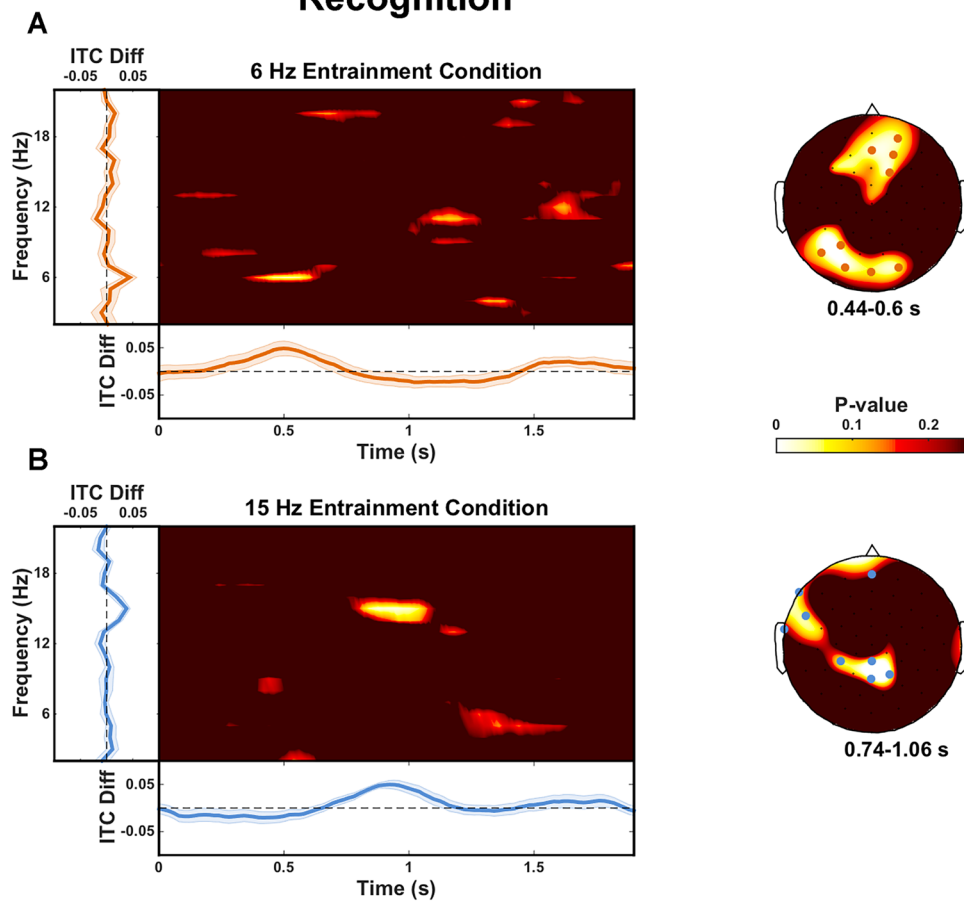 Recognition
A
ITC Diff
-0.05 0.05
6 Hz Entrainment Condition
Frequency (Hz)
18
12
6
0.44-0.6 s
ITC Diff
0.05
-0.05
0 0.5 1 1.5
Time (s)
P-value
0 0.1 0.2
B
ITC Diff
-0.05 0.05
15 Hz Entrainment Condition
Frequency (Hz)
18
12
6
0.74-1.06 s
ITC Diff
0.05
-0.05
0 0.5 1 1.5
Time (s)